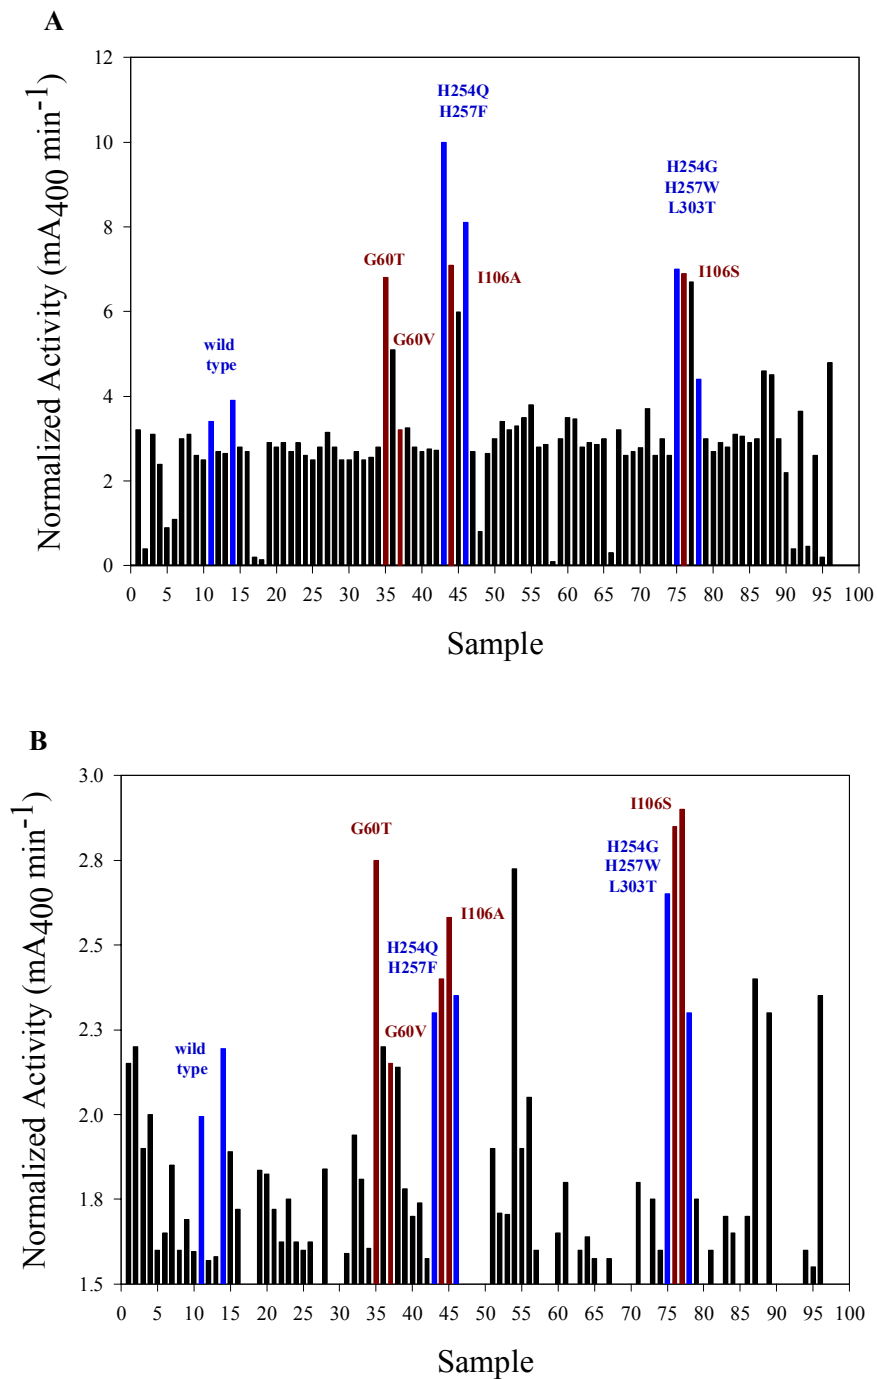 A
Normalized Activity (mA400 min-1)
12
10
8
6
4
2
0
H254Q
H257F
H254G
H257W
L303T
G60T
I106A
I106S
G60V
wild
type
0 5 10 15 20 25 30 35 40 45 50 55 60 65 70 75 80 85 90 95 100
Sample
B
Normalized Activity (mA400 min-1)
3.0
2.8
2.5
2.3
2.0
1.8
1.5
I106S
G60T
H254G
H257W
L303T
I106A
H254Q
H257F
G60V
wild
type
0 5 10 15 20 25 30 35 40 45 50 55 60 65 70 75 80 85 90 95 100
Sample